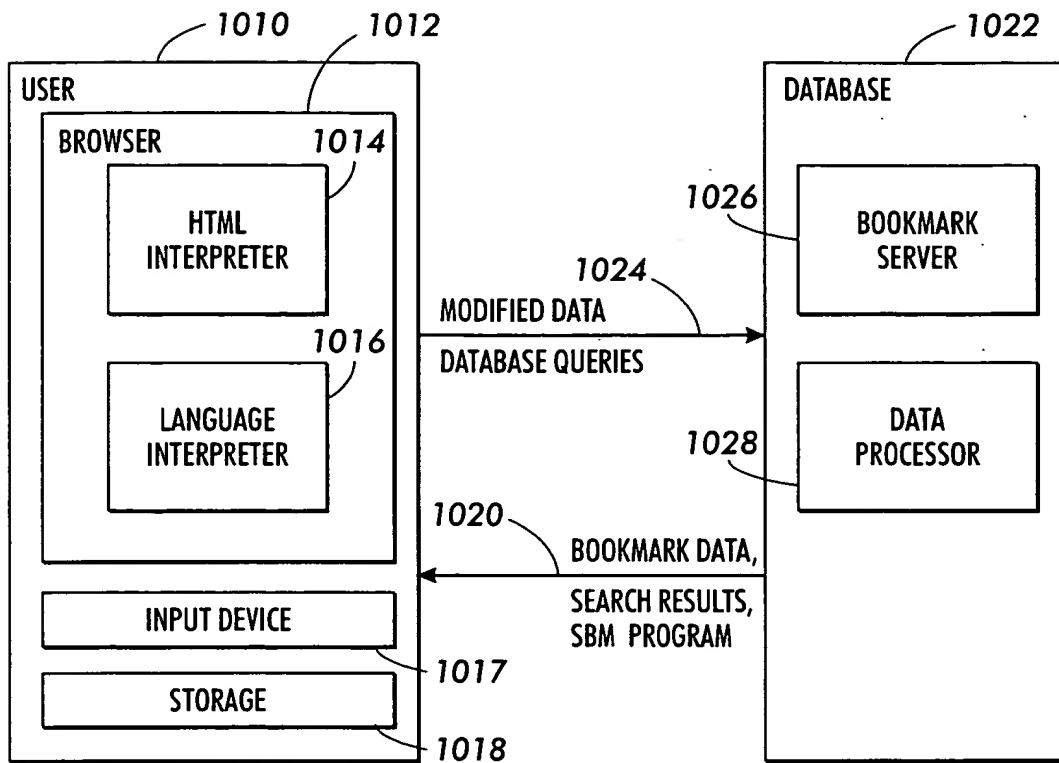 1010
1012
1022
USER
DATABASE
BROWSER
1014
HTML
INTERPRETER
1026
BOOKMARK
SERVER
1024
MODIFIED DATA
DATABASE QUERIES
1016
LANGUAGE
INTERPRETER
1028
DATA
PROCESSOR
1020
BOOKMARK DATA,
SEARCH RESULTS,
SBM PROGRAM
INPUT DEVICE
1017
STORAGE
1018